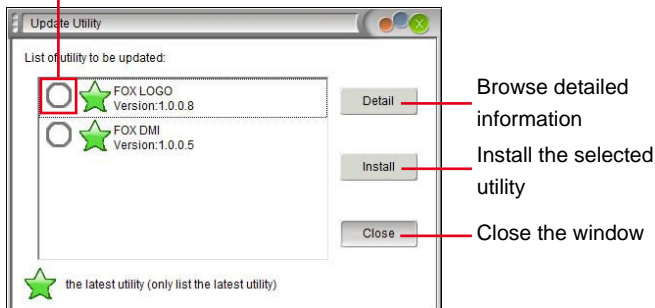 Update Utility
List of utility to be updated:
FOX LOGO
Version:1.0.0.8
FOX DMI
Version:1.0.0.5
Detail
Install
Close
the latest utility (only list the latest utility)
Browse detailed
information
Install the selected
utility
Close the window